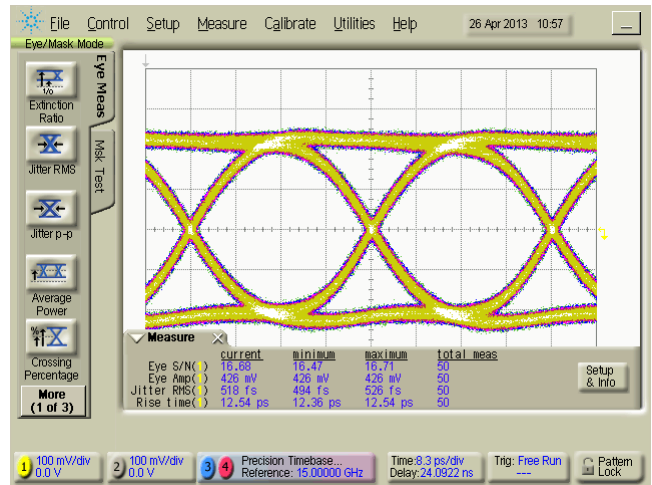 File Control Setup Measure Calibrate Utilities Help 26 Apr 2013 10:57
Eye/Mask Mode
Eye Meas
Msk Test
1/0
Extinction
Ratio
Jitter RMS
Jitter p-p
Average
Power
%
Crossing
Percentage
More
(1 of 3)
Measure
current minimum maximum total meas
Eye S/N(1) 16.68 16.47 16.71 50
Eye Amp(1) 426 mV 426 mV 426 mV 50
Jitter RMS(1) 518 fs 494 fs 526 fs 50
Rise time(1) 12.54 ps 12.36 ps 12.54 ps 50
Setup
& Info
1 100 mV/div
0.0 V
2 100 mV/div
0.0 V
3 4 Precision Timebase...
Reference: 15.00000 GHz
Time:8.3 ps/div
Delay:24.0922 ns
Trig: Free Run
---
Pattern
Lock